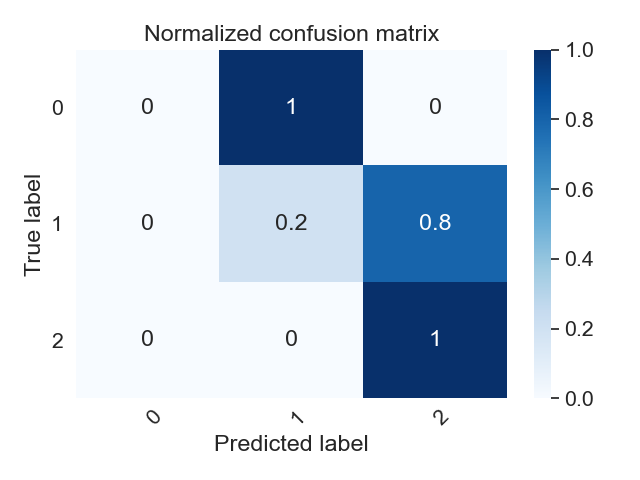 Normalized confusion matrix
0 0 1 0
1 0 0.2 0.8
2 0 0 1
0 1 2
True label
Predicted label
1.0
0.8
0.6
0.4
0.2
0.0